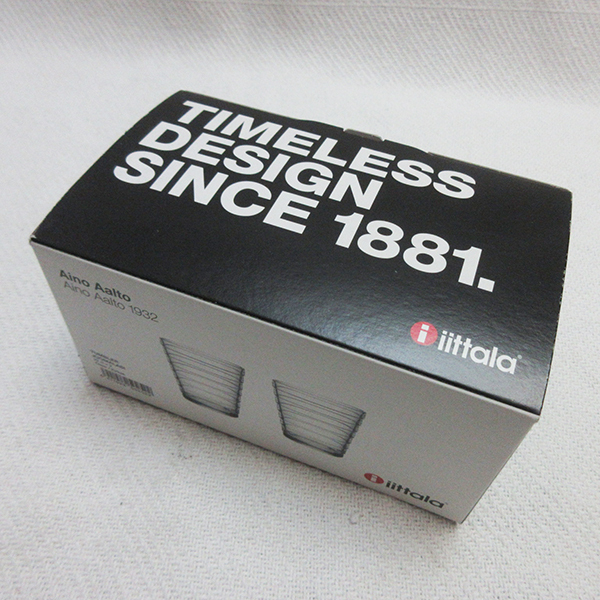 TIMELESS
DESIGN
SINCE 1881.
iittala
Aino Aalto
Aino Aalto 1932
iittala